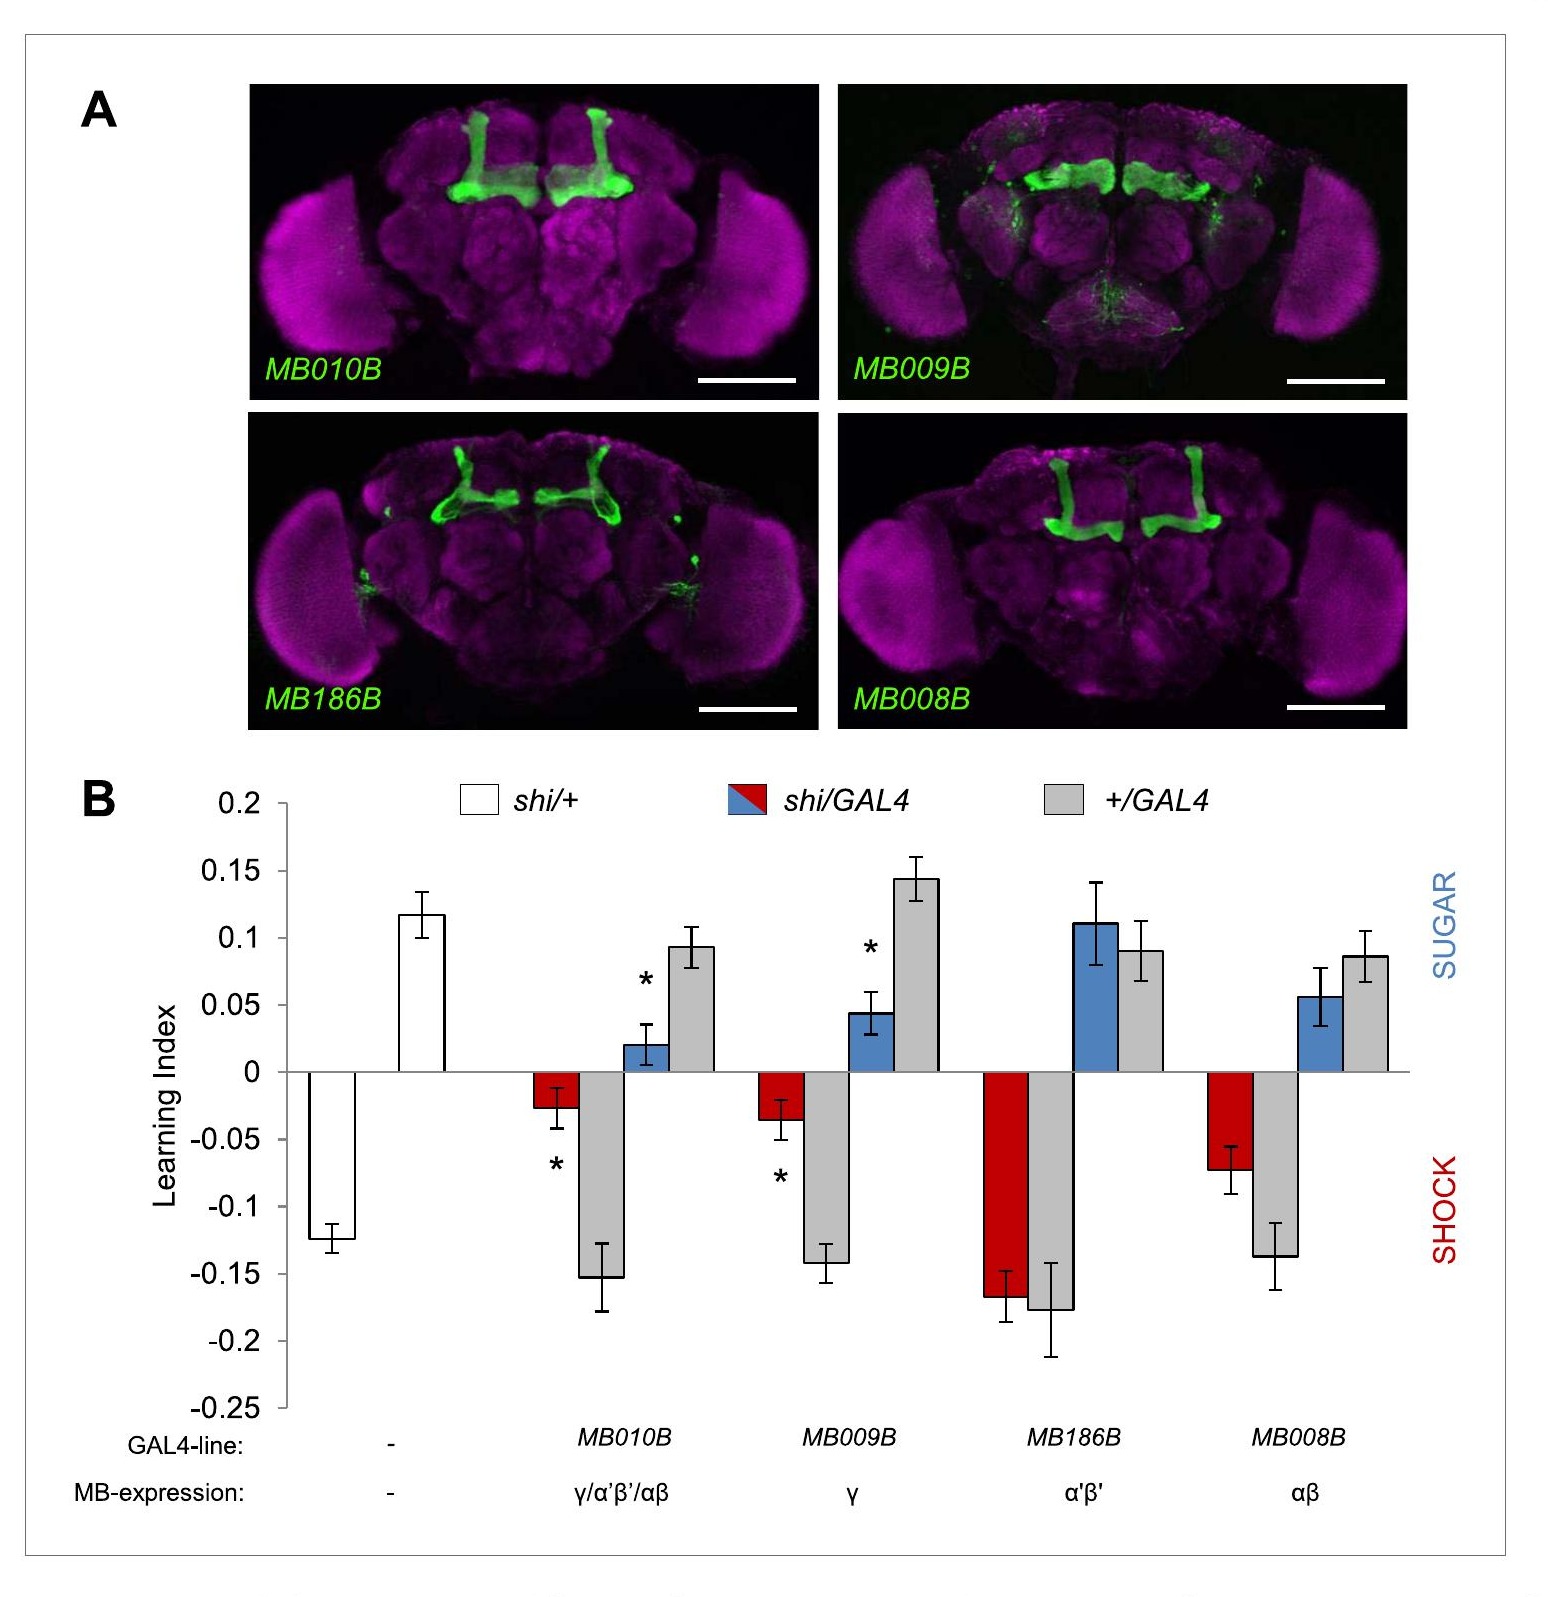 A
MB010B
MB009B
MB186B
MB008B
B
shi/+
shi/GAL4
+/GAL4
0.2
0.15
0.1
0.05
0
-0.05
-0.1
-0.15
-0.2
-0.25
Learning Index
*
*
*
*
SUGAR
SHOCK
GAL4-line: - MB010B MB009B MB186B MB008B
MB-expression: - γ/α’β’/αβ γ α'β' αβ